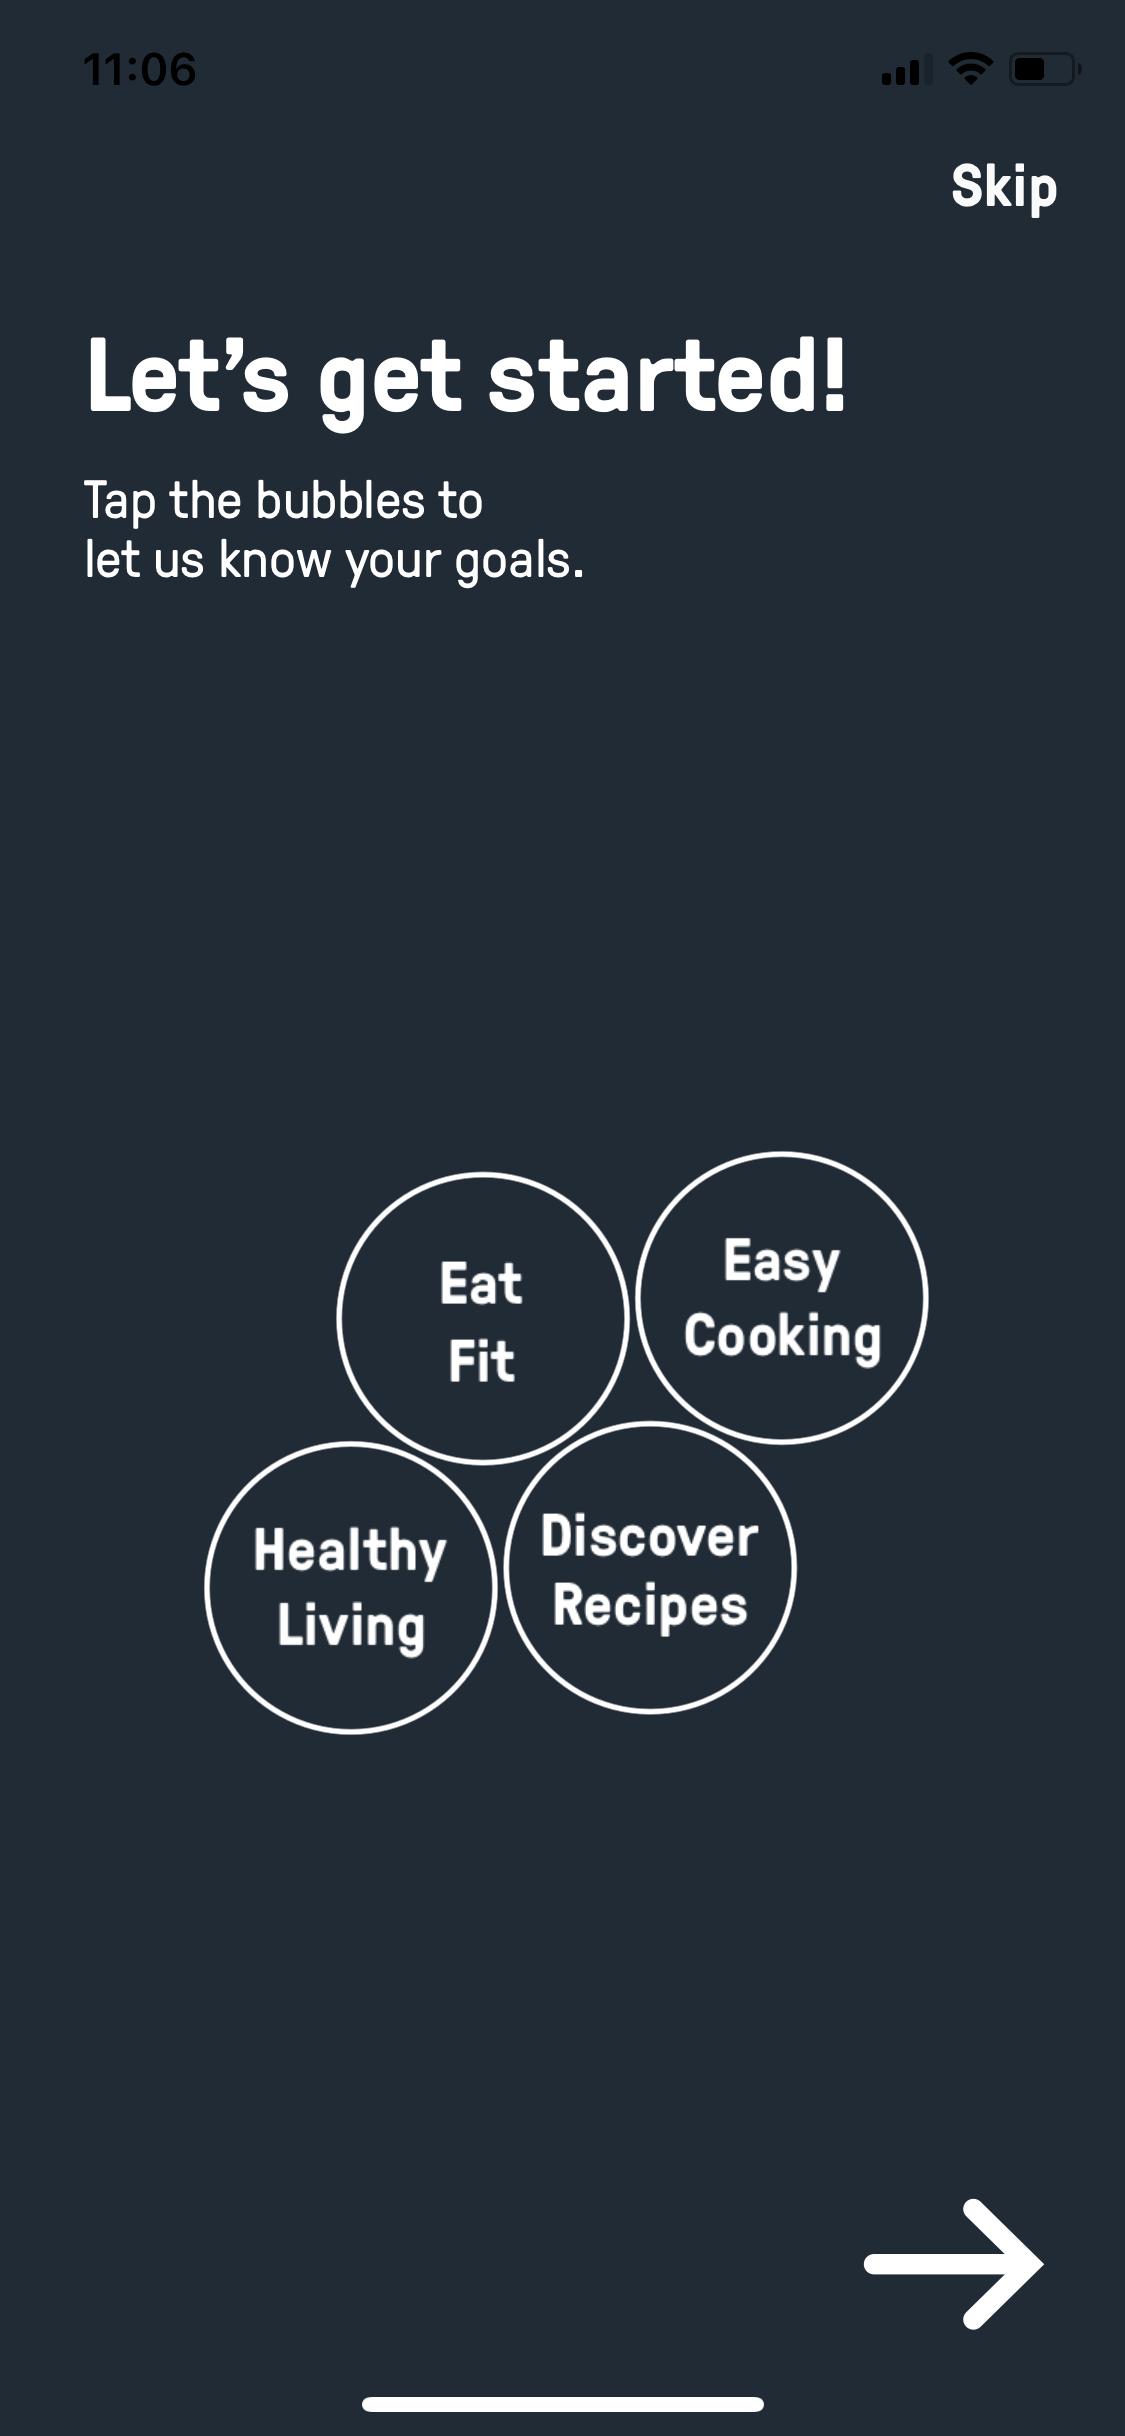 11:06
Skip
Let’s get started!
Tap the bubbles to
let us know your goals.
Eat
Fit
Easy
Cooking
Healthy
Living
Discover
Recipes